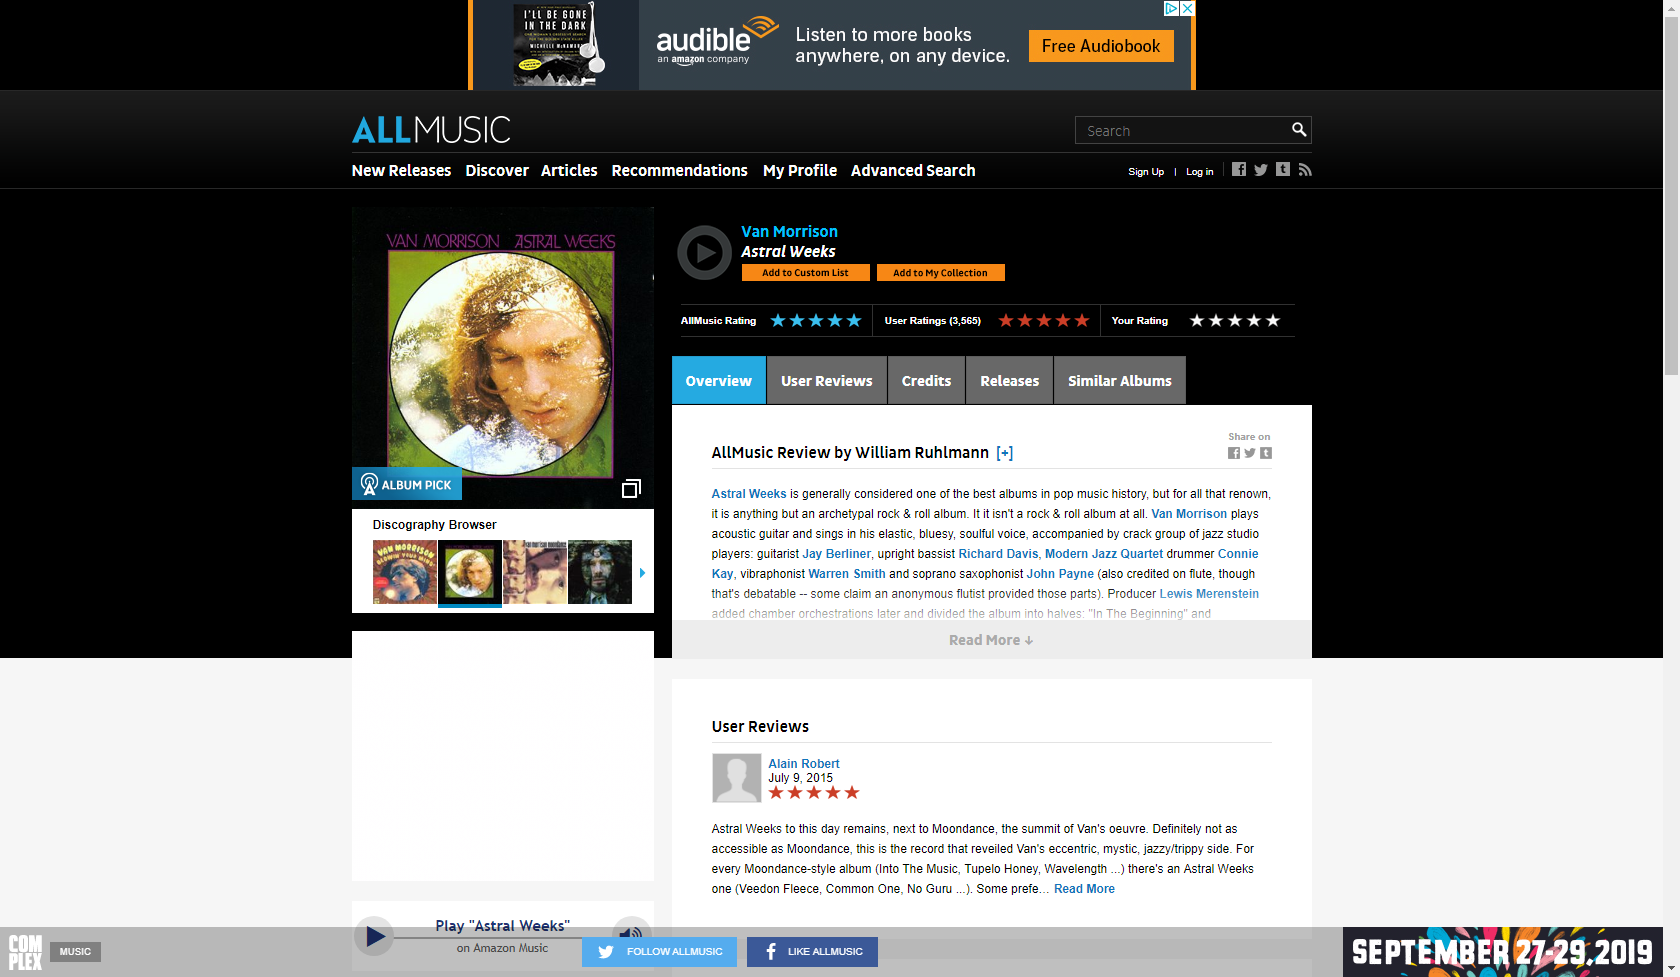 I'LL BE GONE
IN THE DARK
MICHELLE McNAMARA
audible
an amazon company
Listen to more books
anywhere, on any device.
Free Audiobook
ALLMUSIC
Search
New Releases Discover Articles Recommendations My Profile Advanced Search
Sign Up | Log in
VAN MORRISON ASTRAL WEEKS
ALBUM PICK
Van Morrison
Astral Weeks
Add to Custom List Add to My Collection
AllMusic Rating User Ratings (3,565) Your Rating
Overview User Reviews Credits Releases Similar Albums
Share on
AllMusic Review by William Ruhlmann [+]
Astral Weeks is generally considered one of the best albums in pop music history, but for all that renown,
it is anything but an archetypal rock & roll album. It it isn't a rock & roll album at all. Van Morrison plays
acoustic guitar and sings in his elastic, bluesy, soulful voice, accompanied by crack group of jazz studio
players: guitarist Jay Berliner, upright bassist Richard Davis, Modern Jazz Quartet drummer Connie
Kay, vibraphonist Warren Smith and soprano saxophonist John Payne (also credited on flute, though
that's debatable -- some claim an anonymous flutist provided those parts). Producer Lewis Merenstein
added chamber orchestrations later and divided the album into halves: "In The Beginning" and
Read More ↓
Discography Browser
VAN MORRISON
User Reviews
Alain Robert
July 9, 2015
Astral Weeks to this day remains, next to Moondance, the summit of Van's oeuvre. Definitely not as
accessible as Moondance, this is the record that reveiled Van's eccentric, mystic, jazzy/trippy side. For
every Moondance-style album (Into The Music, Tupelo Honey, Wavelength ...) there's an Astral Weeks
one (Veedon Fleece, Common One, No Guru ...). Some prefe... Read More
Play "Astral Weeks"
on Amazon Music
COMPLEX
MUSIC
FOLLOW ALLMUSIC
LIKE ALLMUSIC
SEPTEMBER 27-29, 2019